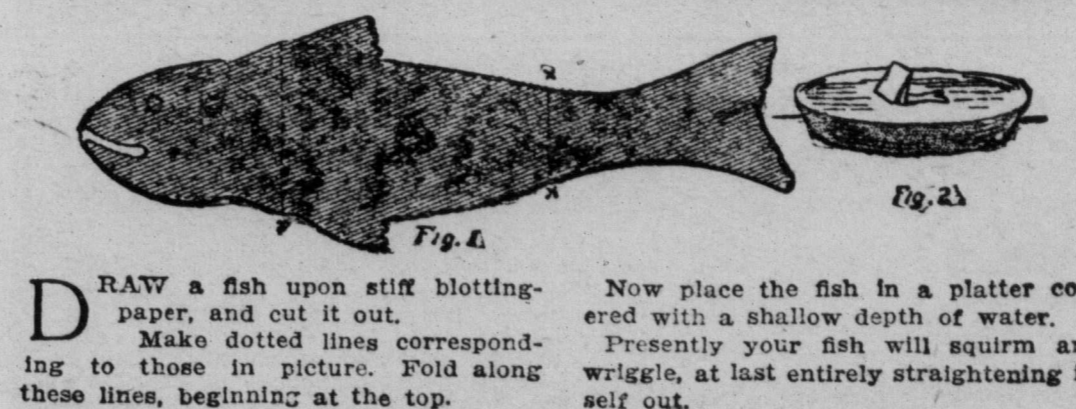 Fig. 1
Fig. 2
DRAW a fish upon stiff blotting-
paper, and cut it out.
Make dotted lines correspond-
ing to those in picture. Fold along
these lines, beginning at the top.
Now place the fish in a platter co
ered with a shallow depth of water.
Presently your fish will squirm a
wriggle, at last entirely straightening
self out.